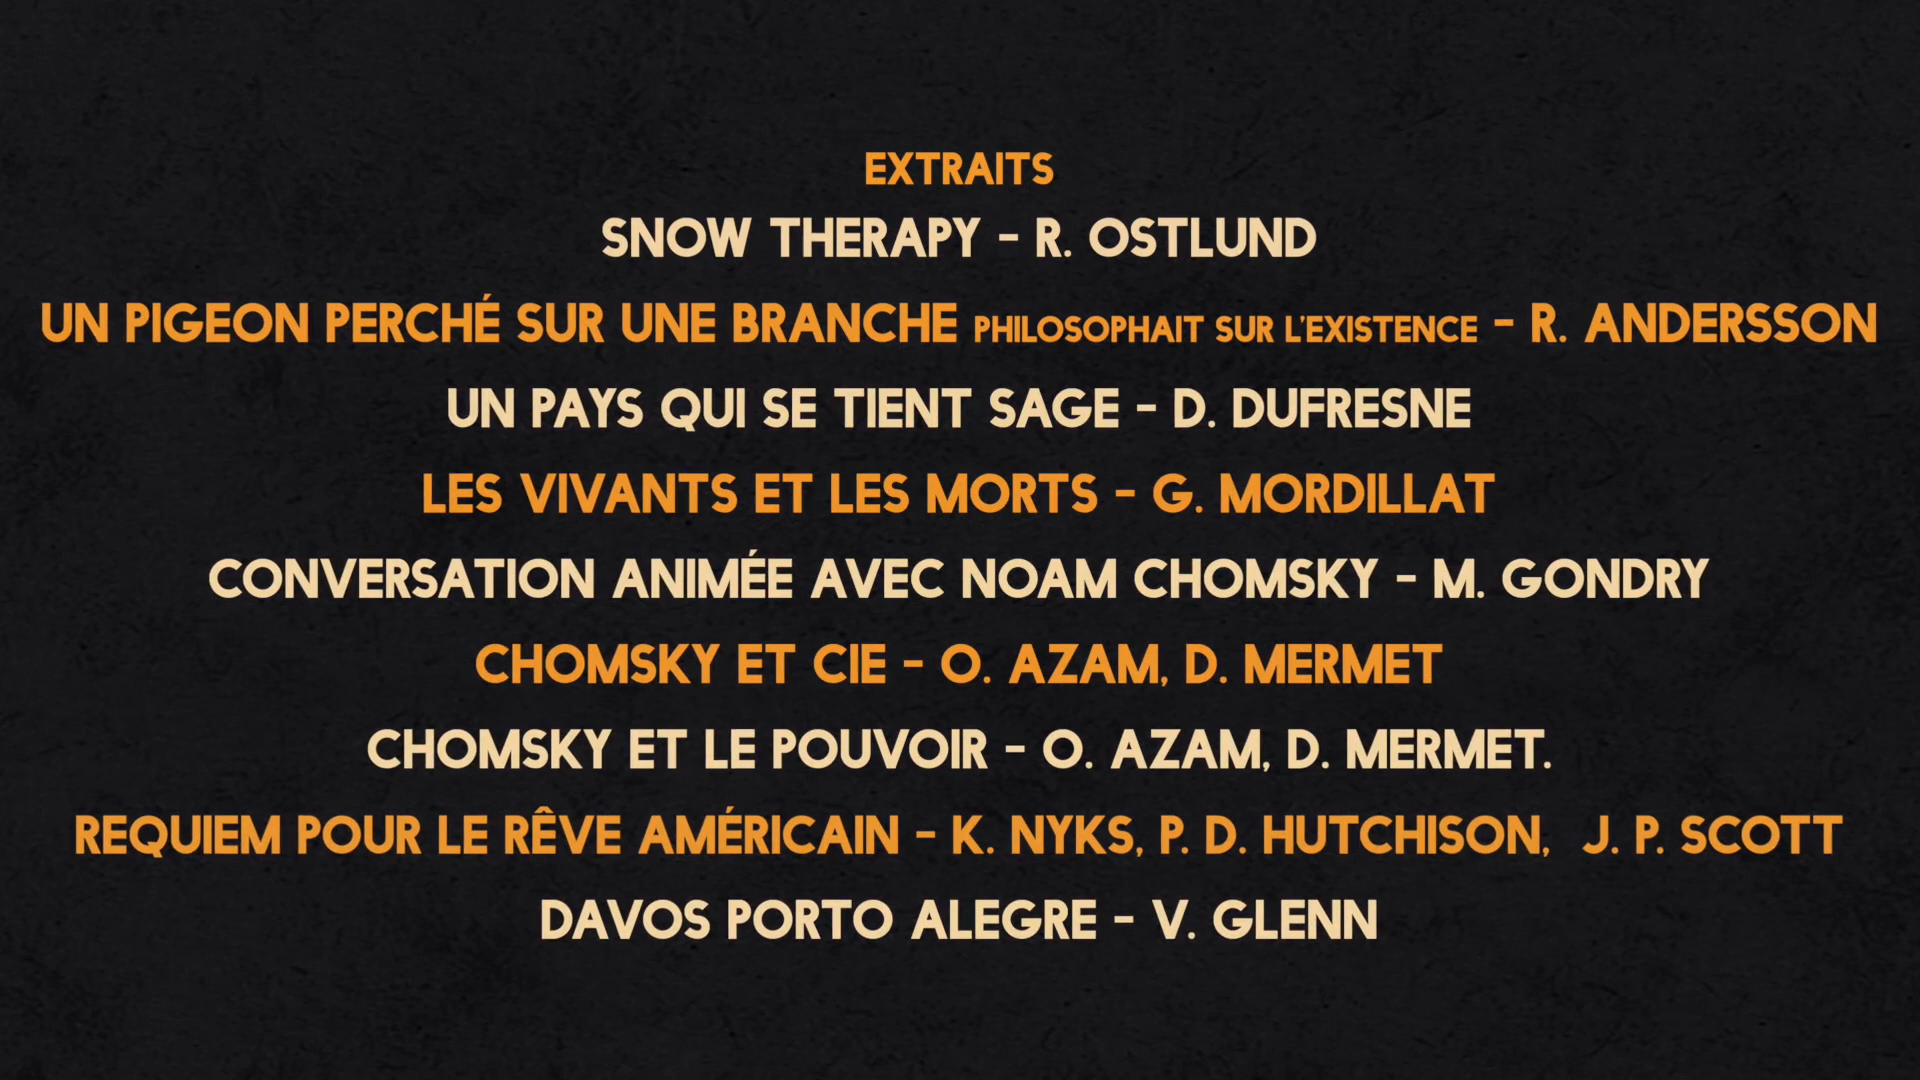 EXTRAITS
SNOW THERAPY - R. OSTLUND
UN PIGEON PERCHÉ SUR UNE BRANCHE PHILOSOPHAIT SUR L'EXISTENCE - R. ANDERSSON
UN PAYS QUI SE TIENT SAGE - D. DUFRESNE
LES VIVANTS ET LES MORTS - G. MORDILLAT
CONVERSATION ANIMÉE AVEC NOAM CHOMSKY - M. GONDRY
CHOMSKY ET CIE - O. AZAM, D. MERMET
CHOMSKY ET LE POUVOIR - O. AZAM, D. MERMET.
REQUIEM POUR LE RÊVE AMÉRICAIN - K. NYKS, P. D. HUTCHISON, J. P. SCOTT
DAVOS PORTO ALEGRE - V. GLENN